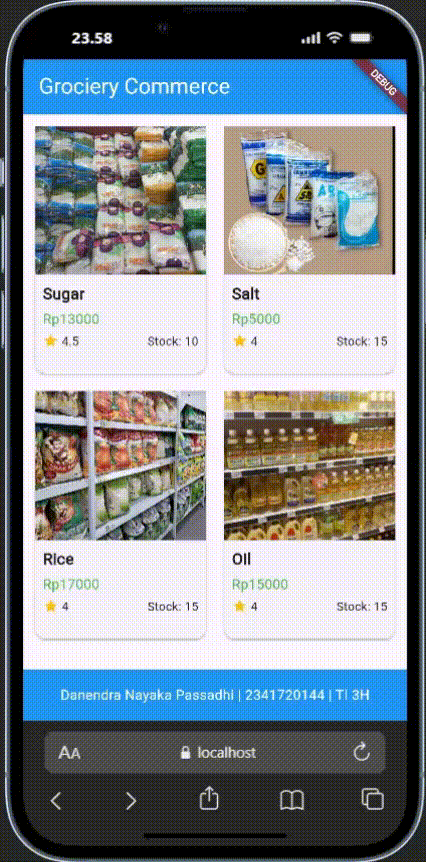 23.58
DEBUG
Grociery Commerce
Sugar
Rp13000
4.5 Stock: 10
Salt
Rp5000
4 Stock: 15
Rice
Rp17000
4 Stock: 15
Oil
Rp15000
4 Stock: 15
Danendra Nayaka Passadhi | 2341720144 | TI 3H
AA localhost